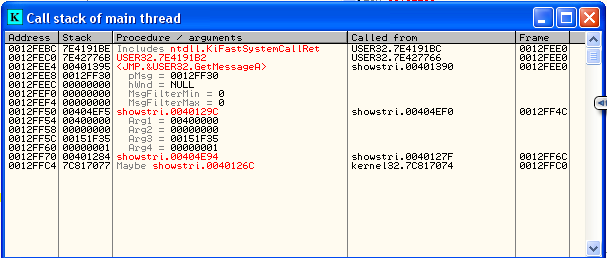 K Call stack of main thread
Address Stack Procedure / arguments Called from Frame
0012FEBC 7E4191BE Includes ntdll.KiFastSystemCallRet USER32.7E4191BC 0012FEE0
0012FEC0 7E42776B USER32.7E4191B2 USER32.7E427766 0012FEE0
0012FEE4 00401395 <JMP.&USER32.GetMessageA> showstri.00401390 0012FEE0
0012FEE8 0012FF30 pMsg = 0012FF30
0012FEEC 00000000 hWnd = NULL
0012FEF0 00000000 MsgFilterMin = 0
0012FEF4 00000000 MsgFilterMax = 0
0012FF50 00404EF5 showstri.0040129C showstri.00404EF0 0012FF4C
0012FF54 00400000 Arg1 = 00400000
0012FF58 00000000 Arg2 = 00000000
0012FF5C 00151F35 Arg3 = 00151F35
0012FF60 00000001 Arg4 = 00000001
0012FF70 00401284 showstri.00404E94 showstri.0040127F 0012FF6C
0012FFC4 7C817077 Maybe showstri.0040126C kernel32.7C817074 0012FFC0